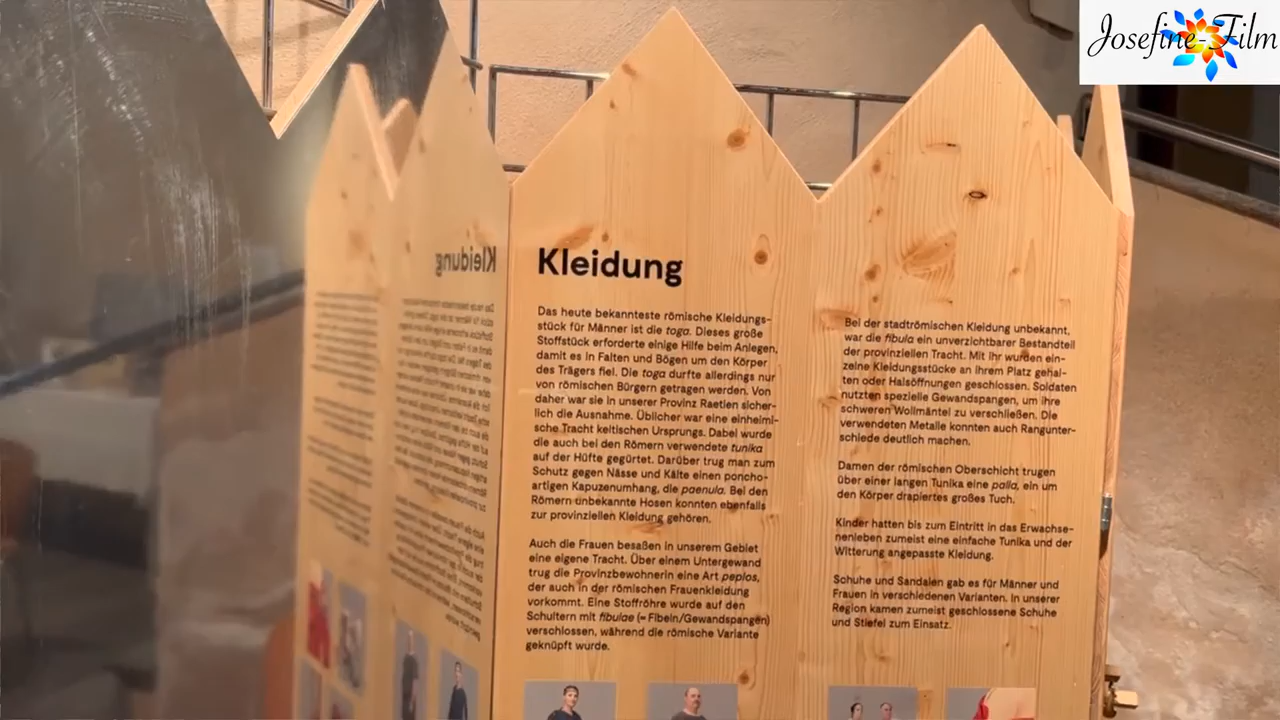 Josefine-Film
Kleidung
Das heute bekannteste römische Kleidungs-
stück für Männer ist die toga. Dieses große
Stoffstück erforderte einige Hilfe beim Anlegen,
damit es in Falten und Bögen um den Körper
des Trägers fiel. Die toga durfte allerdings nur
von römischen Bürgern getragen werden. Von
daher war sie in unserer Provinz Raetien sicher-
lich die Ausnahme. Üblicher war eine einheimi-
sche Tracht keltischen Ursprungs. Dabei wurde
die auch bei den Römern verwendete tunika
auf der Hüfte gegürtet. Darüber trug man zum
Schutz gegen Nässe und Kälte einen poncho-
artigen Kapuzenumhang, die paenula. Bei den
Römern unbekannte Hosen konnten ebenfalls
zur provinziellen Kleidung gehören.
Auch die Frauen besaßen in unserem Gebiet
eine eigene Tracht. Über einem Untergewand
trug die Provinzbewohnerin eine Art peplos,
der auch in der römischen Frauenkleidung
vorkommt. Eine Stoffröhre wurde auf den
Schultern mit fibulae (= Fibeln/Gewandspangen)
verschlossen, während die römische Variante
geknüpft wurde.
Bei der stadtrömischen Kleidung unbekannt,
war die fibula ein unverzichtbarer Bestandteil
der provinziellen Tracht. Mit ihr wurden ein-
zelne Kleidungsstücke an ihrem Platz gehal-
ten oder Halsöffnungen geschlossen. Soldaten
nutzten spezielle Gewandspangen, um ihre
schweren Wollmäntel zu verschließen. Die
verwendeten Metalle konnten auch Rangunter-
schiede deutlich machen.
Damen der römischen Oberschicht trugen
über einer langen Tunika eine palla, ein um
den Körper drapiertes großes Tuch.
Kinder hatten bis zum Eintritt in das Erwachse-
nenleben zumeist eine einfache Tunika und der
Witterung angepasste Kleidung.
Schuhe und Sandalen gab es für Männer und
Frauen in verschiedenen Varianten. In unserer
Region kamen zumeist geschlossene Schuhe
und Stiefel zum Einsatz.